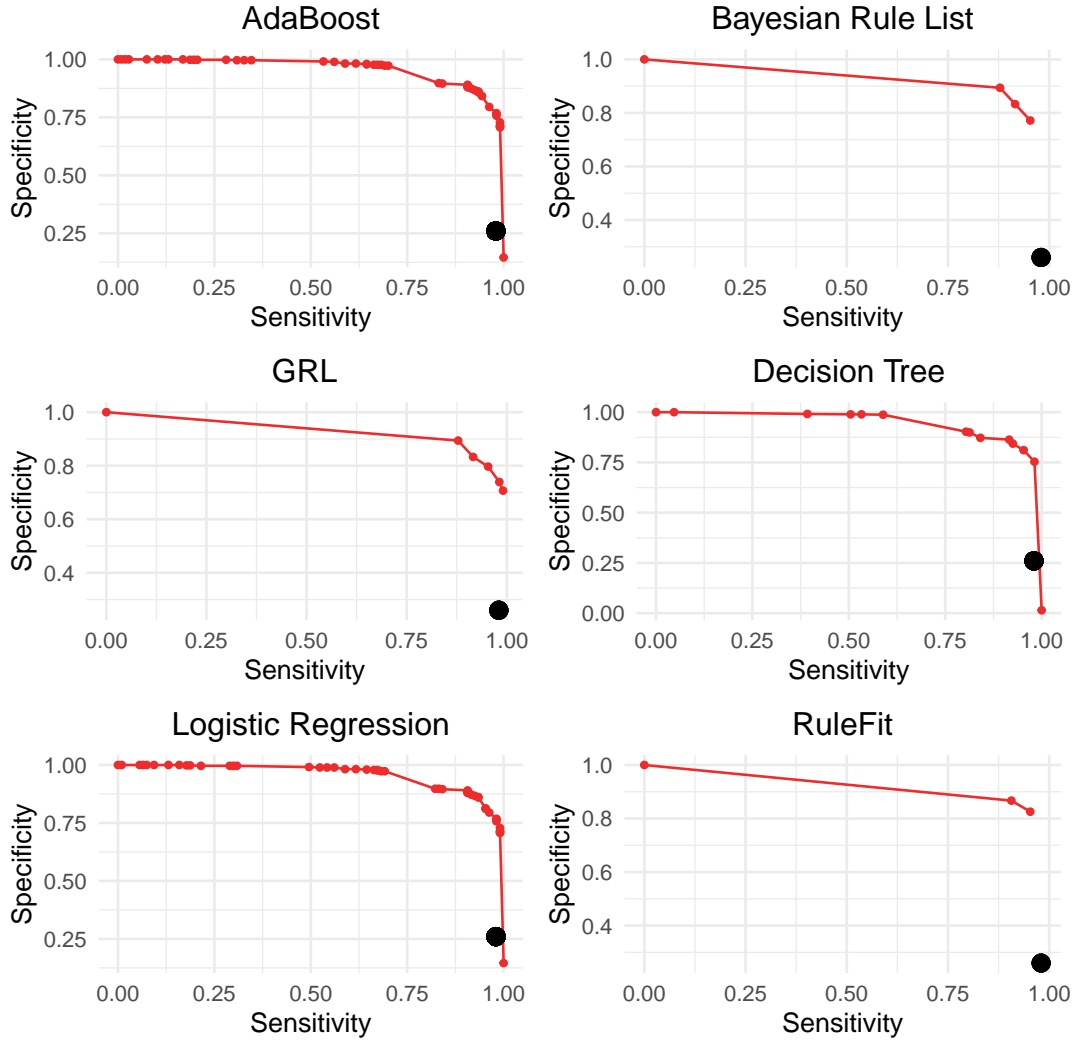 AdaBoost
1.00
0.75
0.50
0.25
Specificity
0.00 0.25 0.50 0.75 1.00
Sensitivity
Bayesian Rule List
1.0
0.8
0.6
0.4
Specificity
0.00 0.25 0.50 0.75 1.00
Sensitivity
GRL
1.0
0.8
0.6
0.4
Specificity
0.00 0.25 0.50 0.75 1.00
Sensitivity
Decision Tree
1.00
0.75
0.50
0.25
0.00
Specificity
0.00 0.25 0.50 0.75 1.00
Sensitivity
Logistic Regression
1.00
0.75
0.50
0.25
Specificity
0.00 0.25 0.50 0.75 1.00
Sensitivity
RuleFit
1.0
0.8
0.6
0.4
Specificity
0.00 0.25 0.50 0.75 1.00
Sensitivity